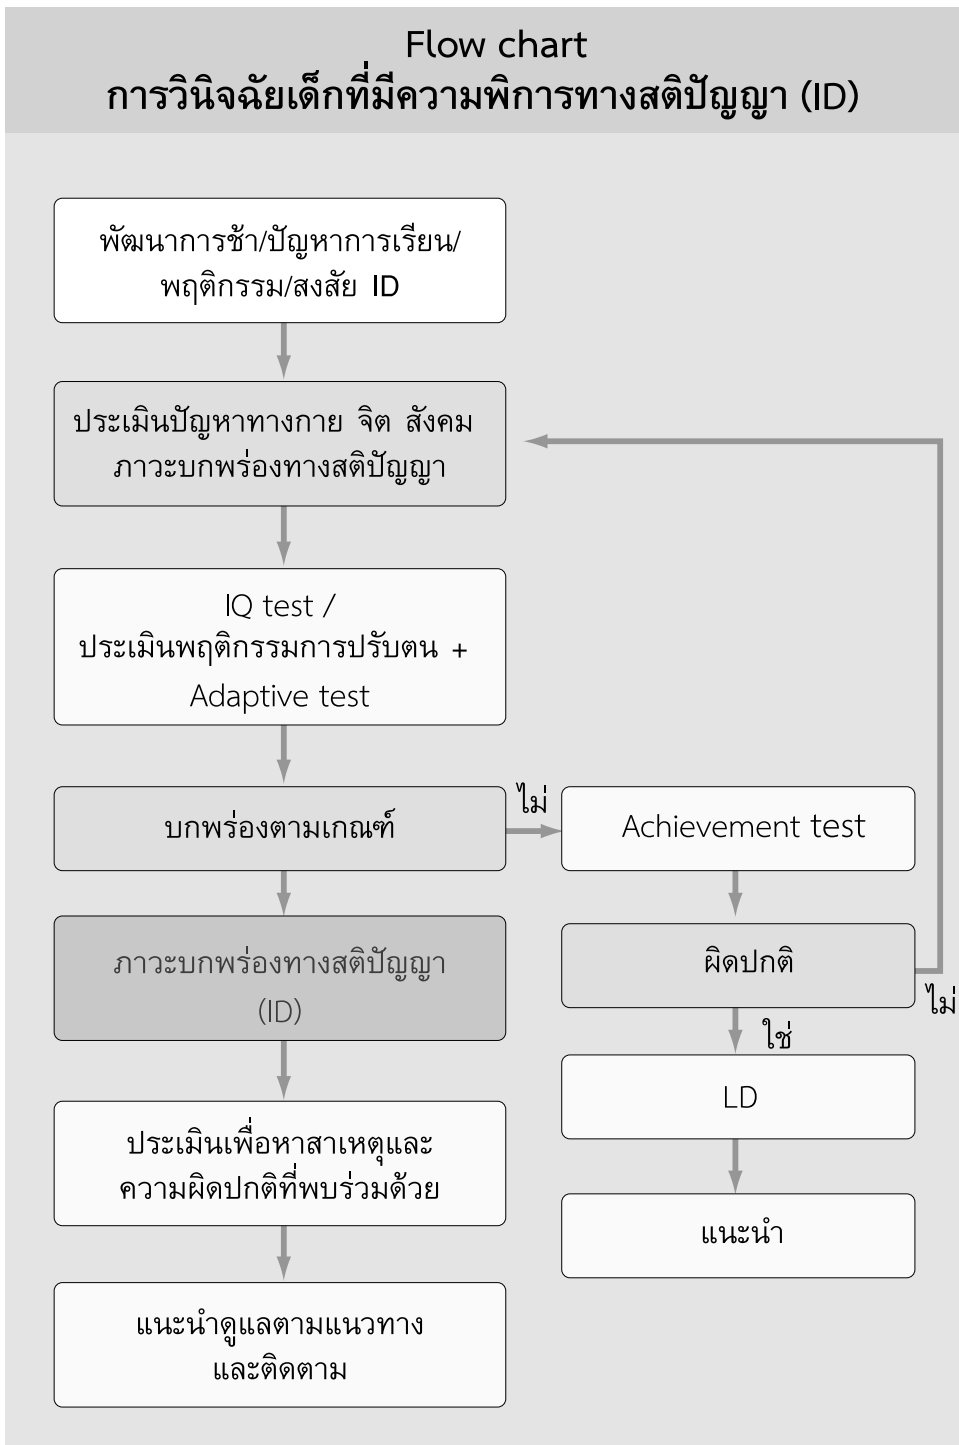 Flow chart
การวินิจฉัยเด็กที่มีความพิการทางสติปัญญา (ID)
พัฒนาการช้า/ปัญหาการเรียน/
พฤติกรรม/สงสัย ID
ประเมินปัญหาทางกาย จิต สังคม
ภาวะบกพร่องทางสติปัญญา
IQ test /
ประเมินพฤติกรรมการปรับตน +
Adaptive test
บกพร่องตามเกณฑ์
ไม่
Achievement test
ภาวะบกพร่องทางสติปัญญา
(ID)
ผิดปกติ
ไม่
ใช่
LD
ประเมินเพื่อหาสาเหตุและ
ความผิดปกติที่พบร่วมด้วย
แนะนำ
แนะนำดูแลตามแนวทาง
และติดตาม